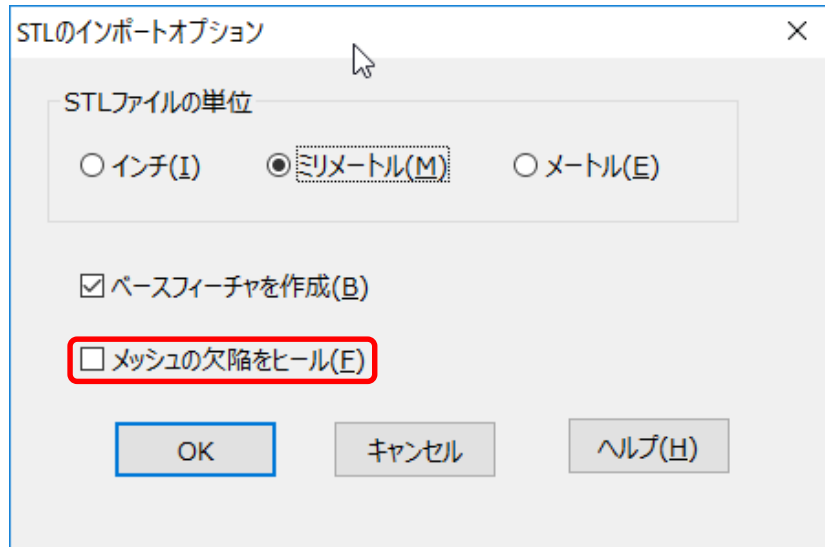 STLのインポートオプション
STLファイルの単位
インチ(I) ミリメートル(M) メートル(E)
ベースフィーチャを作成(B)
メッシュの欠陥をヒール(F)
OK キャンセル ヘルプ(H)